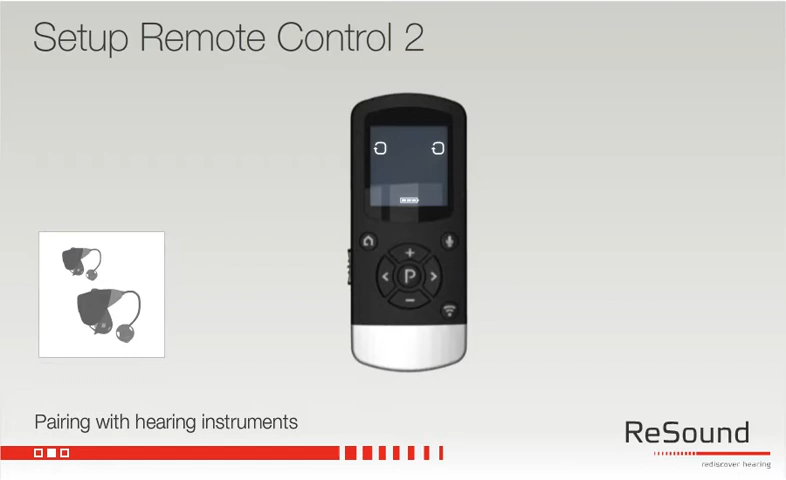 Setup Remote Control 2
P
Pairing with hearing instruments
ReSound
rediscover hearing